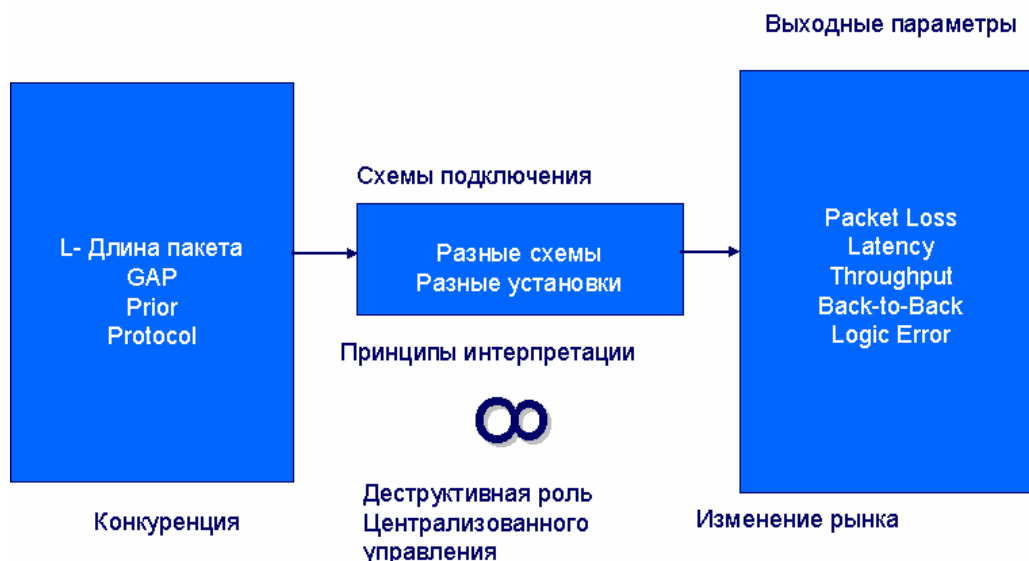 Выходные параметры
Схемы подключения
L- Длина пакета
GAP
Prior
Protocol
Разные схемы
Разные установки
Packet Loss
Latency
Throughput
Back-to-Back
Logic Error
Принципы интерпретации
∞
Конкуренция
Деструктивная роль
Централизованного
управления
Изменение рынка